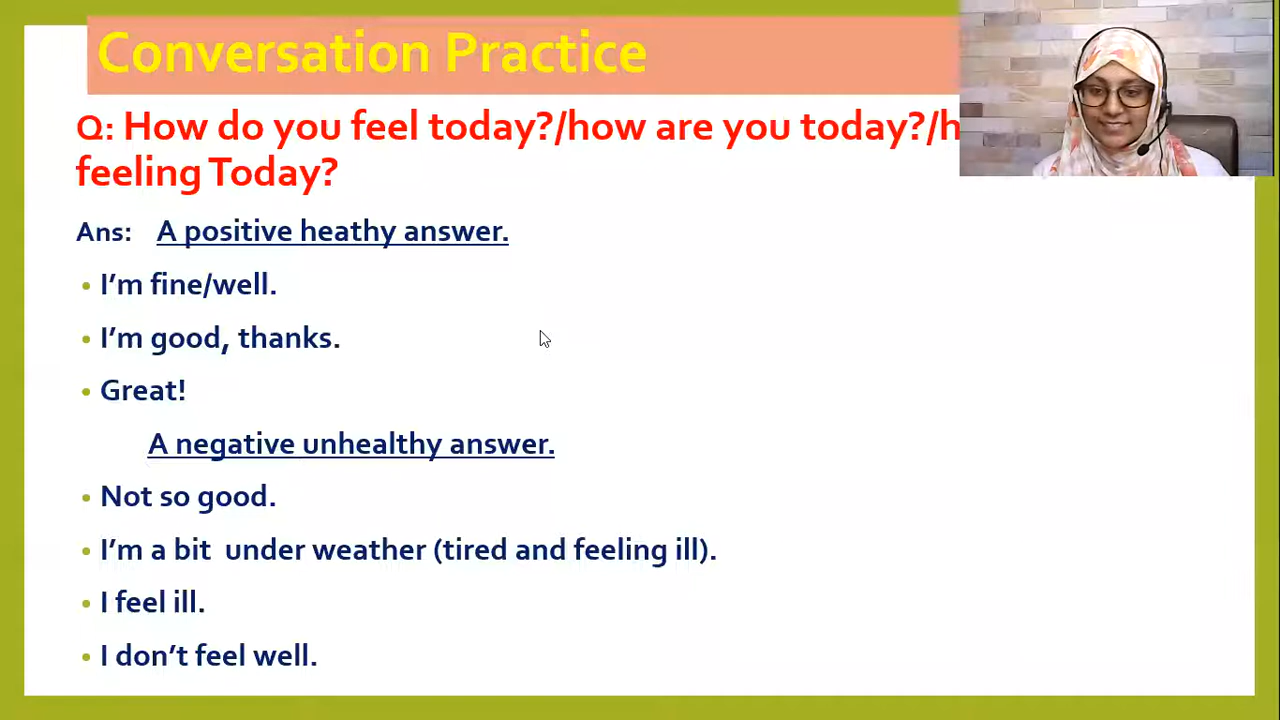 Conversation Practice
Q: How do you feel today?/how are you today?/h
feeling Today?
Ans: A positive heathy answer.
• I'm fine/well.
• I'm good, thanks.
• Great!
A negative unhealthy answer.
• Not so good.
• I'm a bit under weather (tired and feeling ill).
• I feel ill.
• I don't feel well.